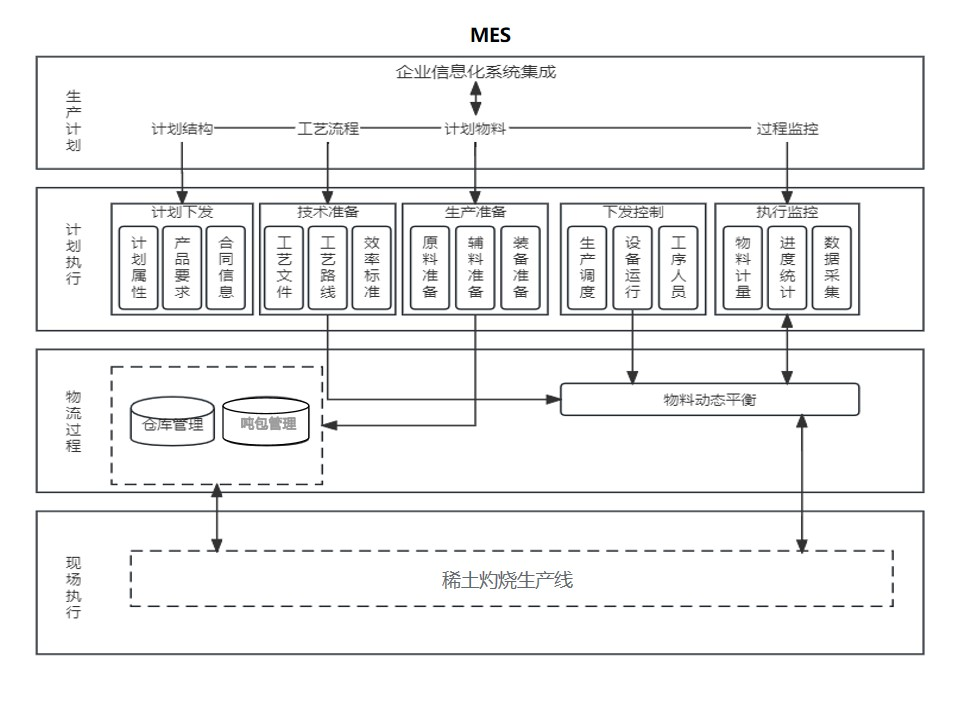 MES
企业信息化系统集成
生产计划
计划结构
工艺流程
计划物料
过程监控
计划执行
计划下发
计划属性
产品要求
合同信息
技术准备
工艺文件
工艺路线
效率标准
生产准备
原料准备
辅料准备
装备准备
下发控制
生产调度
设备运行
工序人员
执行监控
物料计量
进度统计
数据采集
物流过程
仓库管理
吨包管理
物料动态平衡
现场执行
稀土灼烧生产线